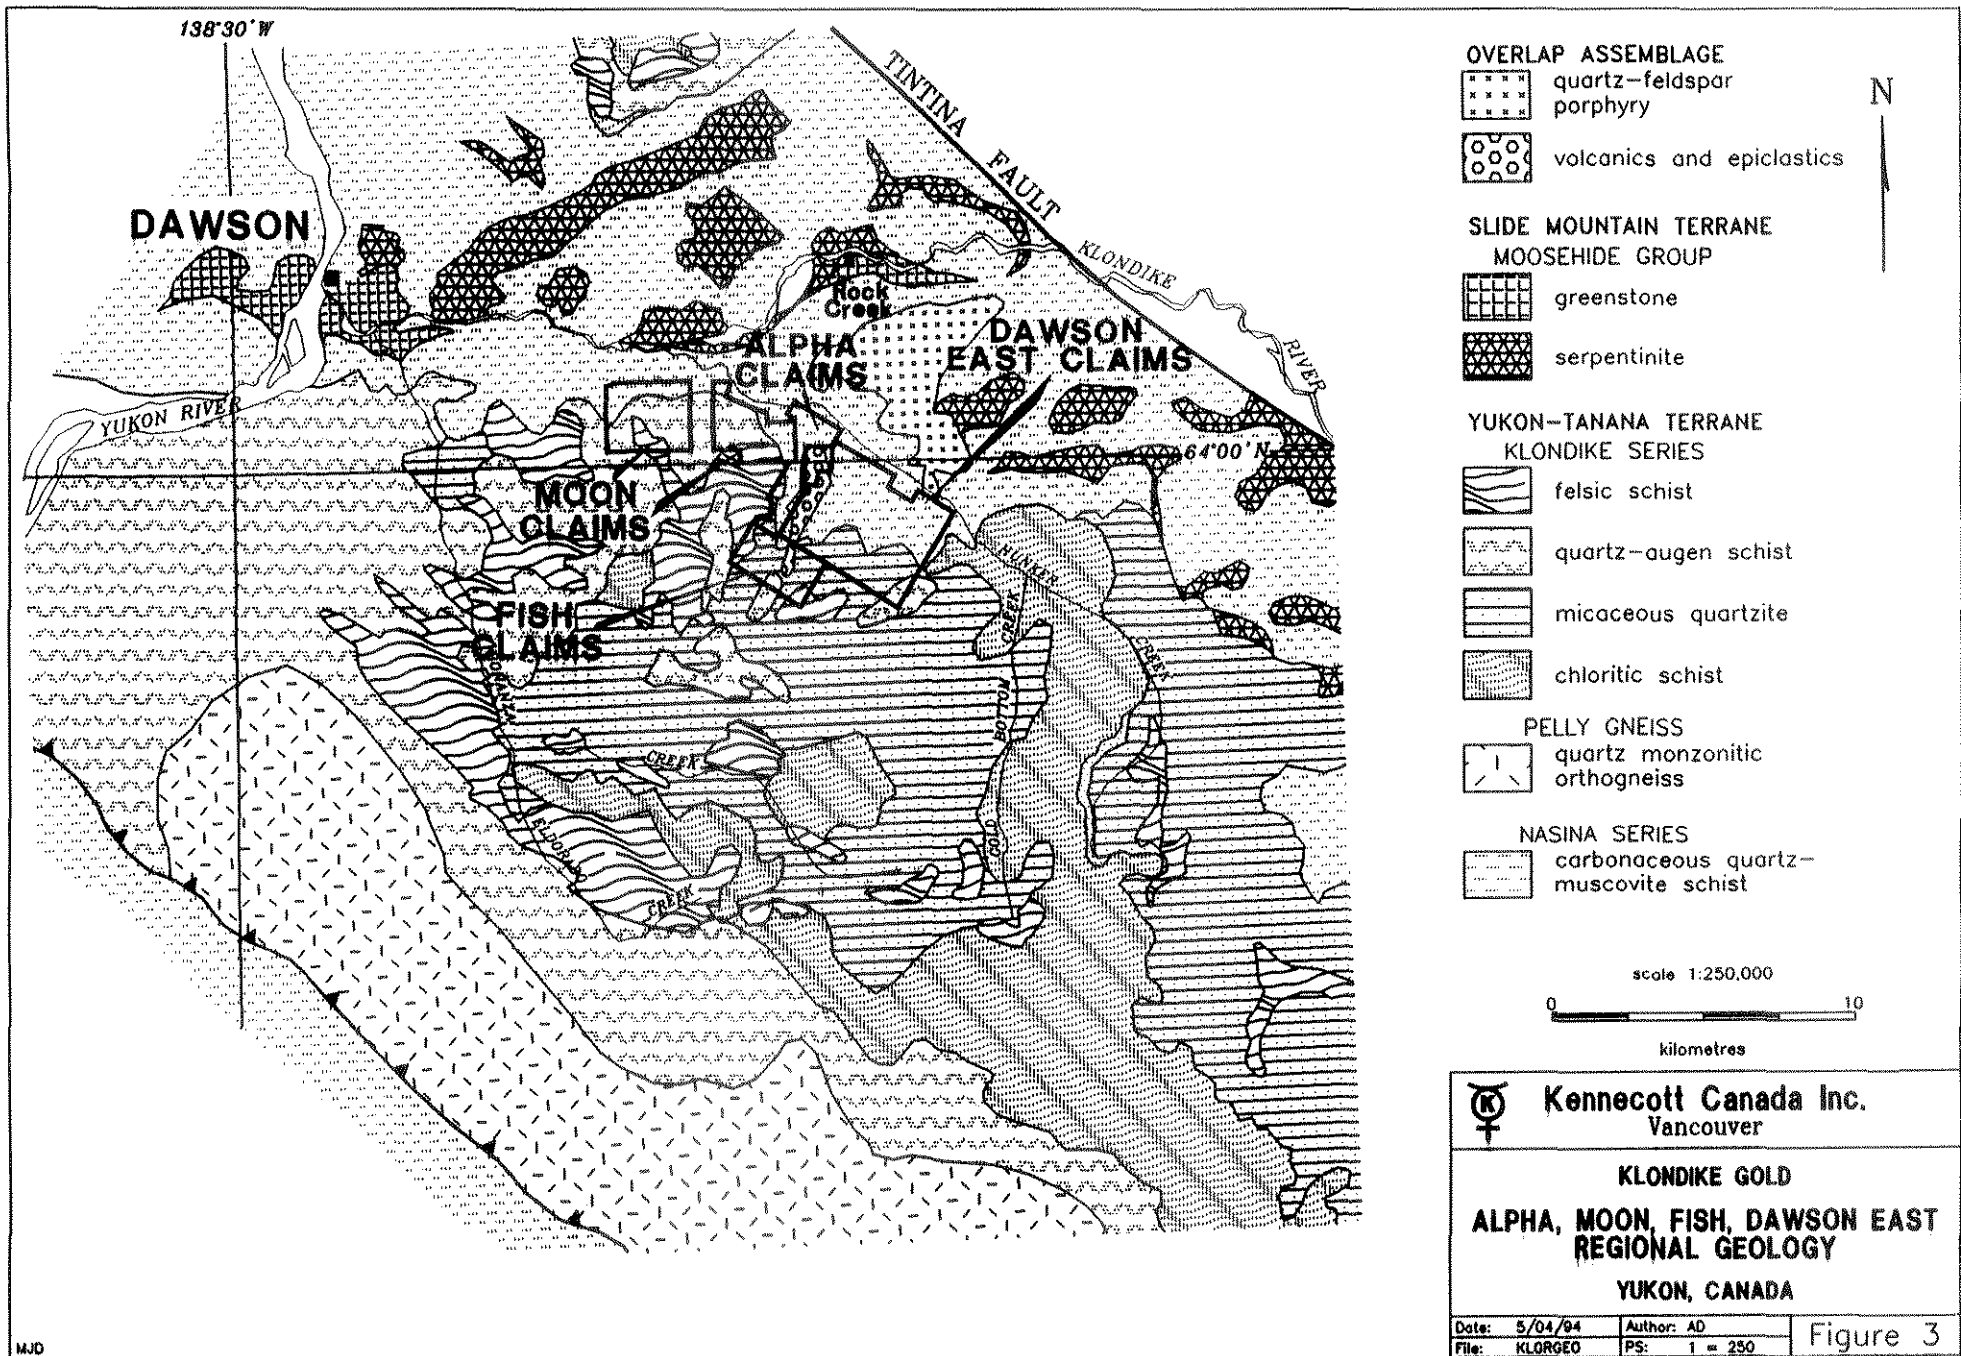 138°30' W
TINTINA
FAULT
DAWSON
KLONDIKE
RIVER
Rock
Creek
ALPHA
CLAIMS
DAWSON
EAST CLAIMS
YUKON RIVER
64°00' N
MOON
CLAIMS
HUNKER
CREEK
FISH
CLAIMS
BONANZA
CREEK
GOLD
BOTTOM
CREEK
ELDORADO
CREEK
MJD
OVERLAP ASSEMBLAGE
quartz-feldspar
porphyry
volcanics and epiclastics
SLIDE MOUNTAIN TERRANE
MOOSEHIDE GROUP
greenstone
serpentinite
YUKON-TANANA TERRANE
KLONDIKE SERIES
felsic schist
quartz-augen schist
micaceous quartzite
chloritic schist
PELLY GNEISS
quartz monzonitic
orthogneiss
NASINA SERIES
carbonaceous quartz-
muscovite schist
N
scale 1:250,000
0 10
kilometres
K
Kennecott Canada Inc.
Vancouver
KLONDIKE GOLD
ALPHA, MOON, FISH, DAWSON EAST
REGIONAL GEOLOGY
YUKON, CANADA
Date: 5/04/94 Author: AD
File: KLORGEO PS: 1 = 250
Figure 3